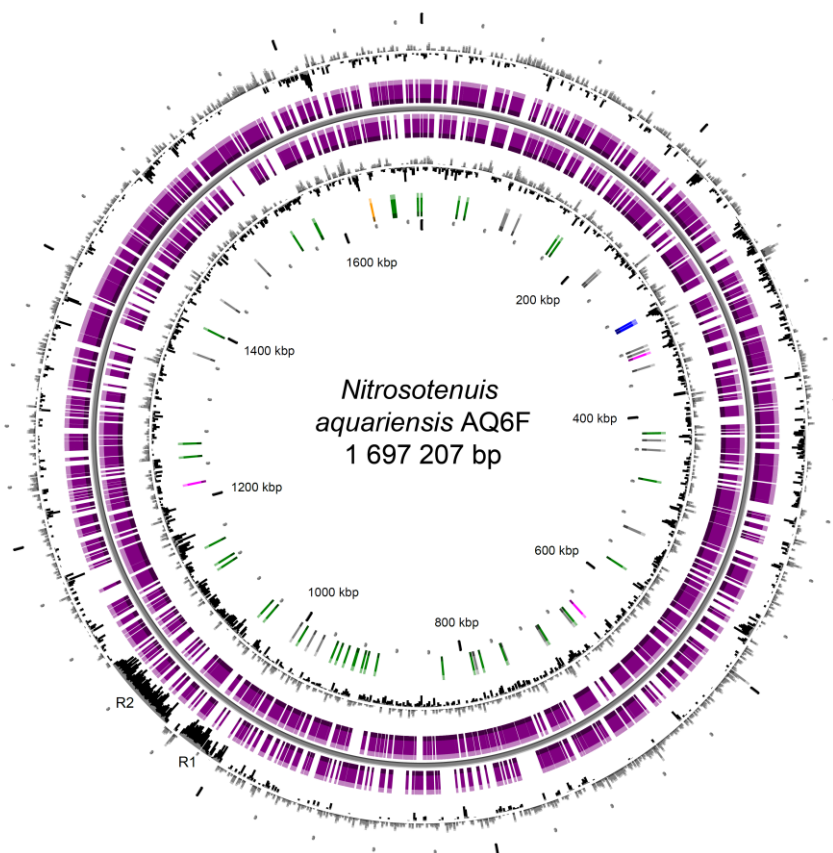 1600 kbp
200 kbp
1400 kbp
Nitrosotenuis
aquariensis AQ6F
1 697 207 bp
400 kbp
1200 kbp
600 kbp
1000 kbp
800 kbp
R2
R1